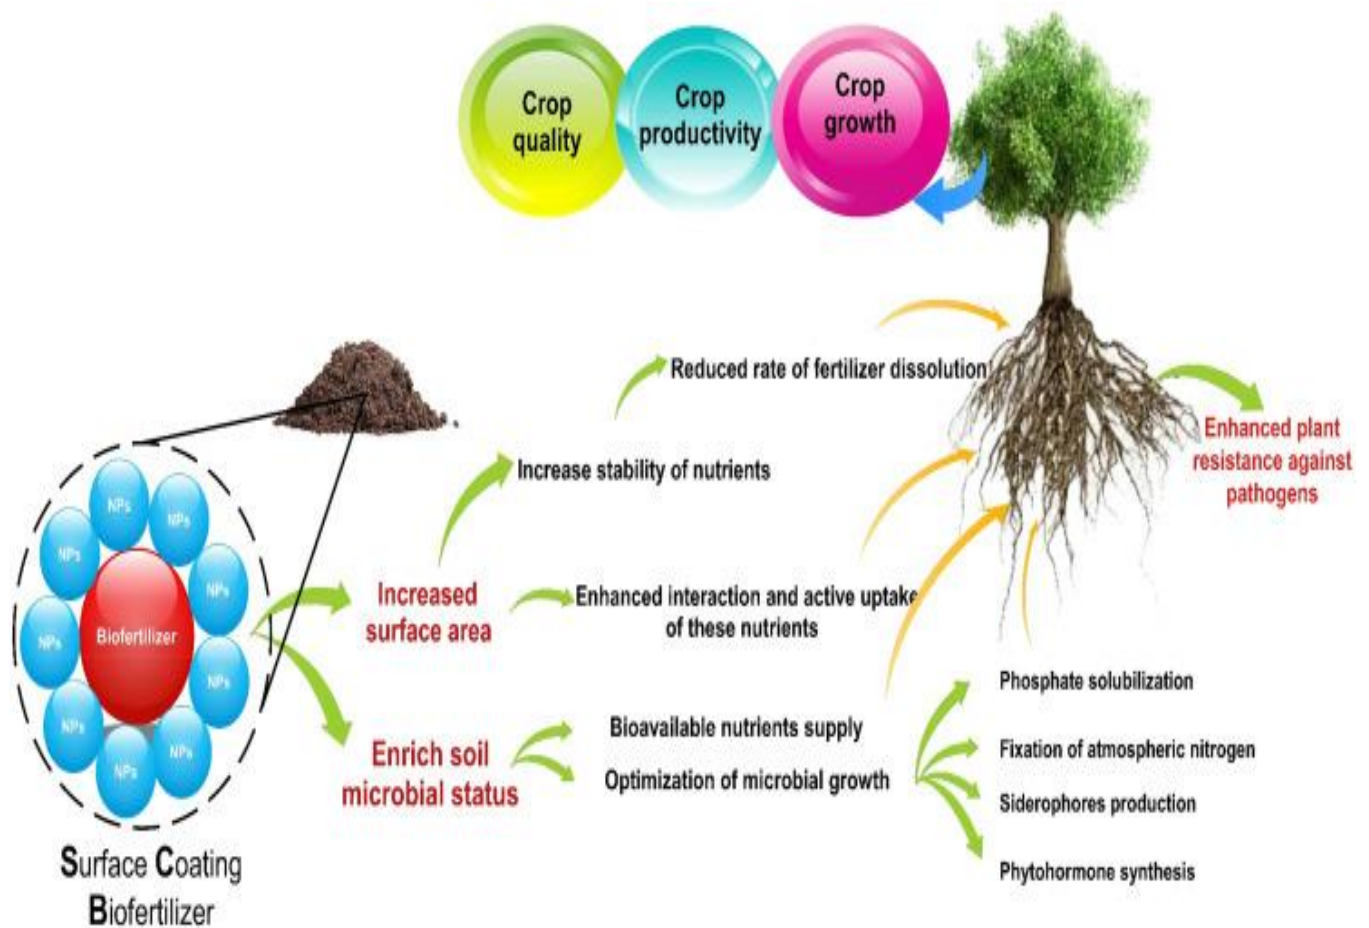 Crop
quality
Crop
productivity
Crop
growth
Reduced rate of fertilizer dissolution
Enhanced plant
resistance against
pathogens
Increase stability of nutrients
NPs
NPs
NPs
NPs
NPs
NPs
NPs
NPs
NPs
Biofertilizer
Increased
surface area
Enhanced interaction and active uptake
of these nutrients
Enrich soil
microbial status
Bioavailable nutrients supply
Optimization of microbial growth
Phosphate solubilization
Fixation of atmospheric nitrogen
Siderophores production
Phytohormone synthesis
Surface Coating
Biofertilizer